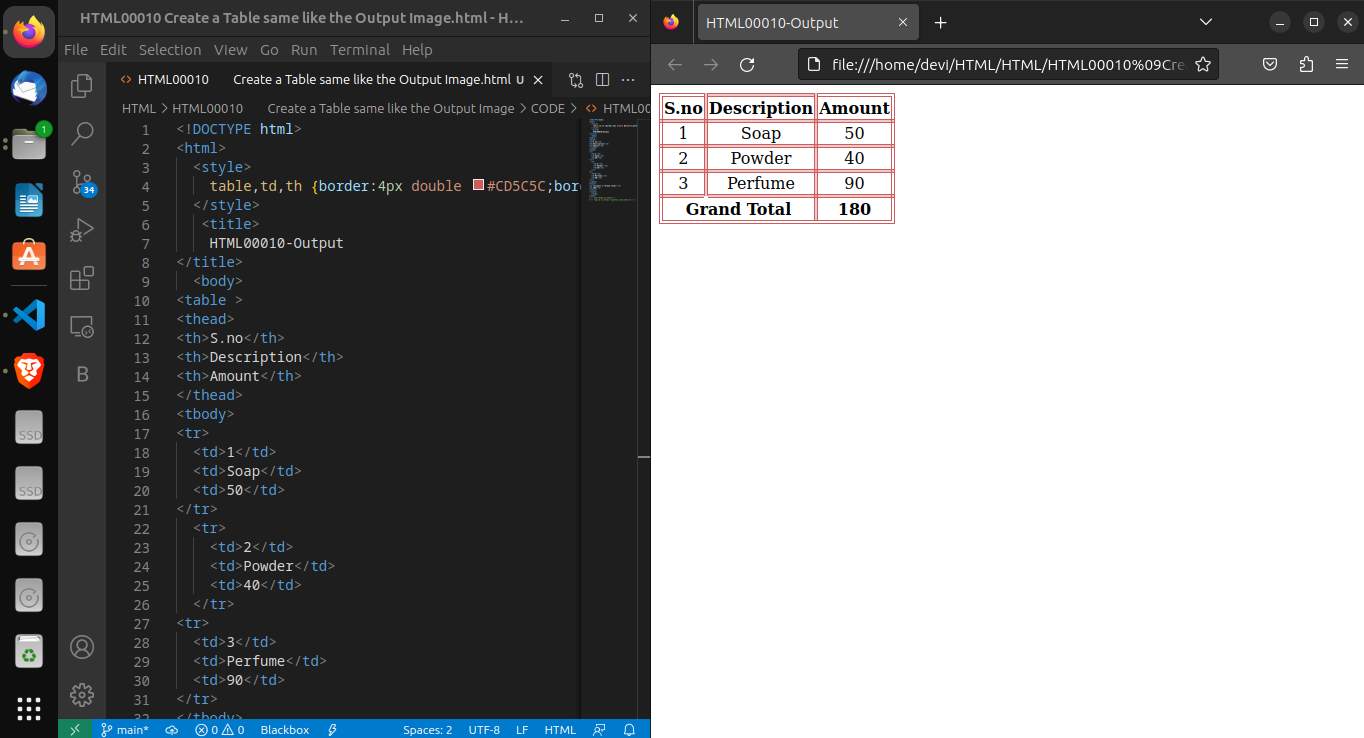 HTML00010 Create a Table same like the Output Image.html - H...
File Edit Selection View Go Run Terminal Help
HTML00010 Create a Table same like the Output Image.html U
HTML > HTML00010 Create a Table same like the Output Image > CODE > <> HTML00
1 <!DOCTYPE html>
2 <html>
3 <style>
4 table,td,th {border:4px double #CD5C5C;bor
5 </style>
6 <title>
7 HTML00010-Output
8 </title>
9 <body>
10 <table >
11 <thead>
12 <th>S.no</th>
13 <th>Description</th>
14 <th>Amount</th>
15 </thead>
16 <tbody>
17 <tr>
18 <td>1</td>
19 <td>Soap</td>
20 <td>50</td>
21 </tr>
22 <tr>
23 <td>2</td>
24 <td>Powder</td>
25 <td>40</td>
26 </tr>
27 <tr>
28 <td>3</td>
29 <td>Perfume</td>
30 <td>90</td>
31 </tr>
32 </tbody>
1
34
B
SSD
SSD
main* 0 0 Blackbox Spaces: 2 UTF-8 LF HTML
HTML00010-Output
file:///home/devi/HTML/HTML/HTML00010%09Cre
S.no Description Amount
1 Soap 50
2 Powder 40
3 Perfume 90
Grand Total 180